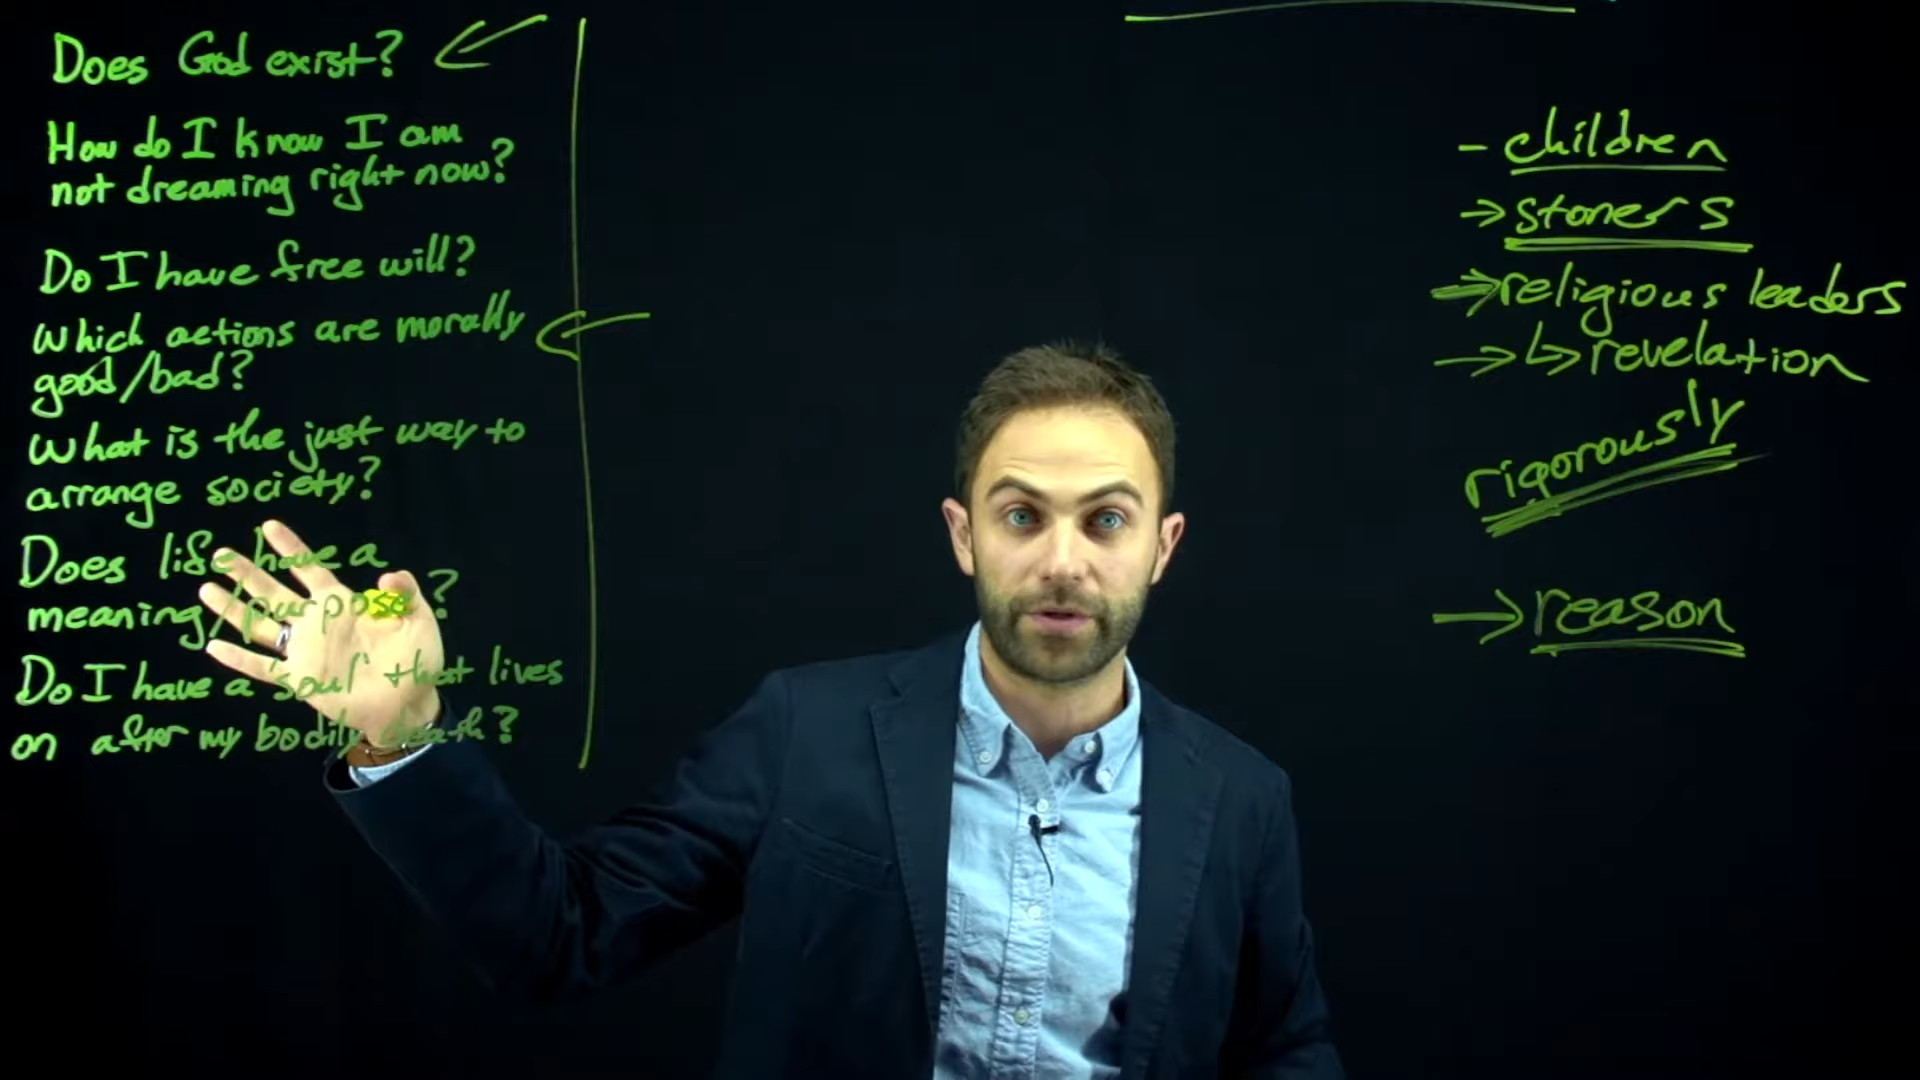 Does God exist?
How do I know I am
not dreaming right now?
Do I have free will?
Which actions are morally
good/bad?
What is the just way to
arrange society?
Does life have a
meaning/purpose?
Do I have a 'soul' that lives
on after my bodily death?
- children
→ stoners
→ religious leaders
→ ↳ revelation
rigorously
→ reason